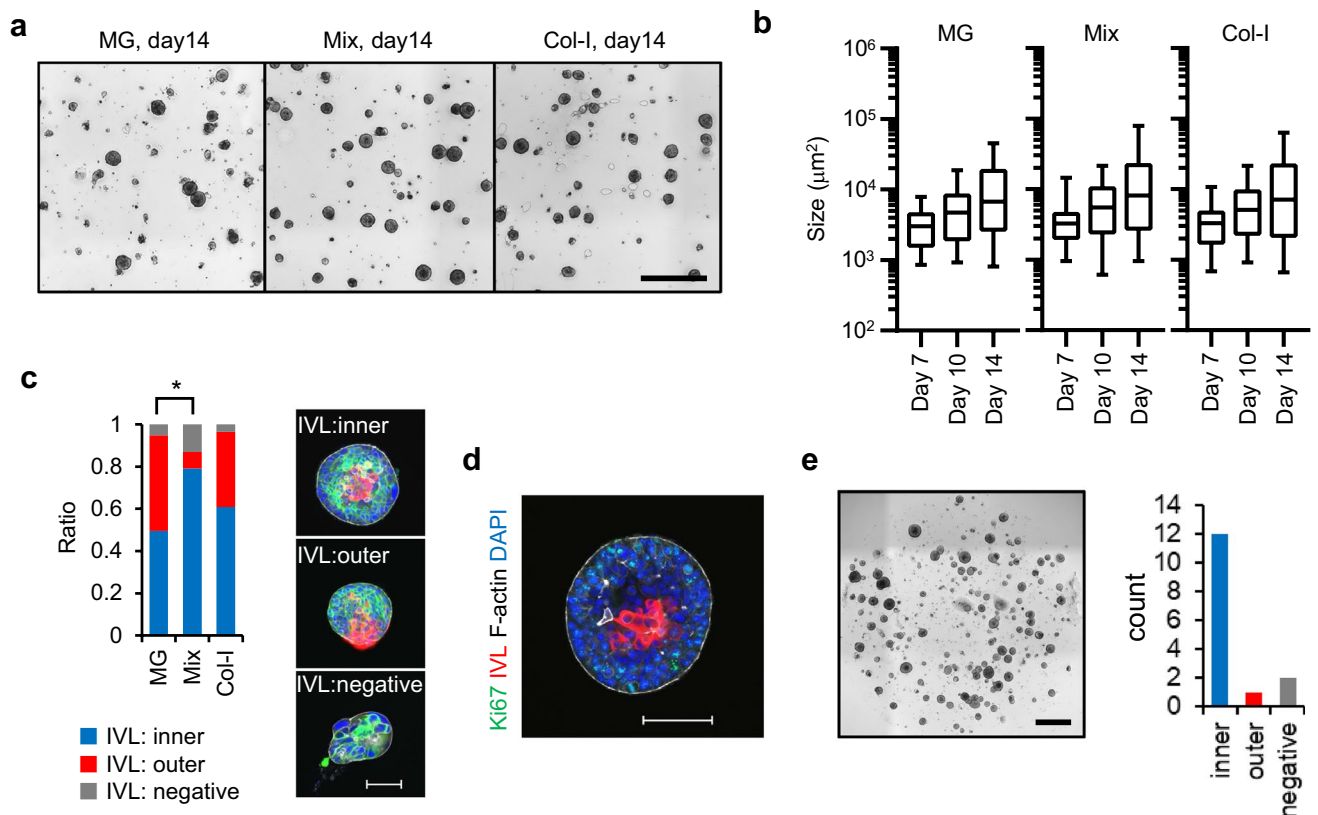 a
MG, day14
Mix, day14
Col-I, day14
b
MG
Mix
Col-I
Size (μm²)
10⁶
10⁵
10⁴
10³
10²
Day 7
Day 10
Day 14
Day 7
Day 10
Day 14
Day 7
Day 10
Day 14
c
*
Ratio
1
0.8
0.6
0.4
0.2
0
MG
Mix
Col-I
IVL: inner
IVL: outer
IVL: negative
IVL:inner
IVL:outer
IVL:negative
d
Ki67 IVL F-actin DAPI
e
count
14
12
10
8
6
4
2
0
inner
outer
negative